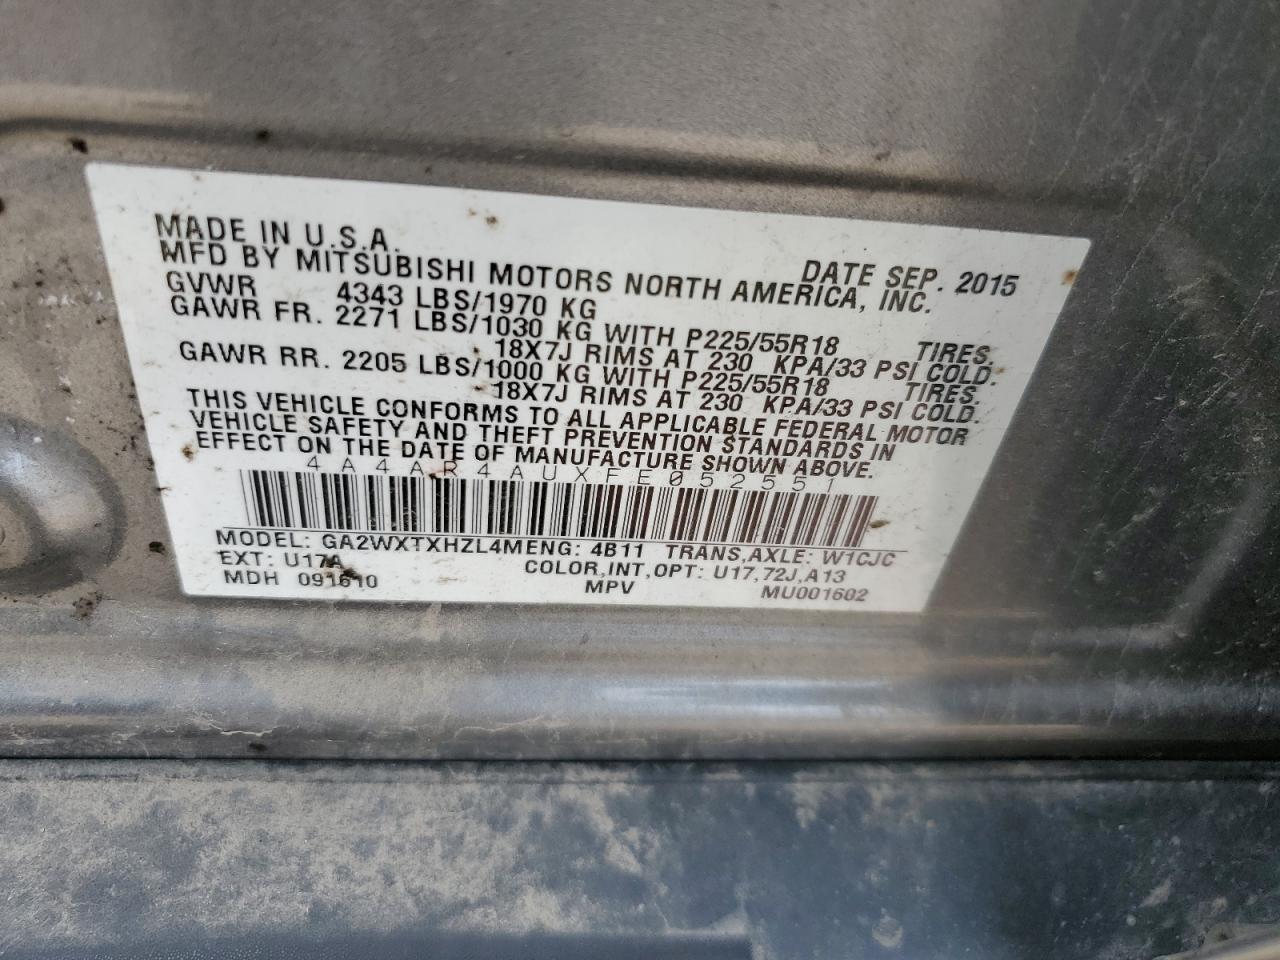 MADE IN U.S.A. DATE SEP. 2015
MFD BY MITSUBISHI MOTORS NORTH AMERICA, INC.
GVWR 4343 LBS/1970 KG
GAWR FR. 2271 LBS/1030 KG WITH P225/55R18 TIRES.
18X7J RIMS AT 230 KPA/33 PSI COLD.
GAWR RR. 2205 LBS/1000 KG WITH P225/55R18 TIRES.
18X7J RIMS AT 230 KPA/33 PSI COLD.
THIS VEHICLE CONFORMS TO ALL APPLICABLE FEDERAL MOTOR
VEHICLE SAFETY AND THEFT PREVENTION STANDARDS IN
EFFECT ON THE DATE OF MANUFACTURE SHOWN ABOVE.
4A4AR4AUXFE052551
MODEL: GA2WXTXHZL4MENG: 4B11 TRANS,AXLE: W1CJC
EXT: U17A COLOR,INT,OPT: U17,72J,A13
MDH 091610 MPV MU001602